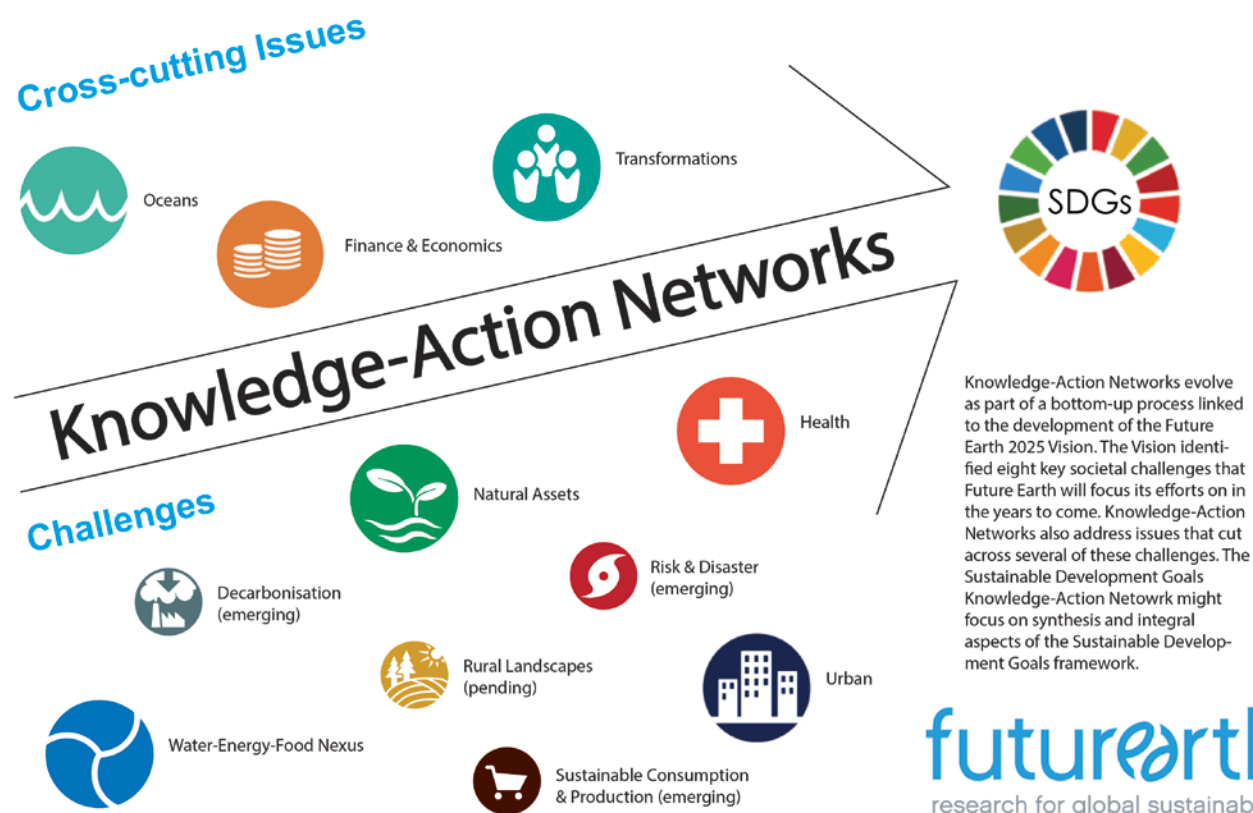 Cross-cutting Issues
Oceans
Finance & Economics
Transformations
SDGs
Knowledge-Action Networks
Challenges
Natural Assets
Health
Decarbonisation
(emerging)
Risk & Disaster
(emerging)
Rural Landscapes
(pending)
Urban
Water-Energy-Food Nexus
Sustainable Consumption
& Production (emerging)
Knowledge-Action Networks evolve
as part of a bottom-up process linked
to the development of the Future
Earth 2025 Vision. The Vision identi-
fied eight key societal challenges that
Future Earth will focus its efforts on in
the years to come. Knowledge-Action
Networks also address issues that cut
across several of these challenges. The
Sustainable Development Goals
Knowledge-Action Netowrk might
focus on synthesis and integral
aspects of the Sustainable Develop-
ment Goals framework.
futurearth
research for global sustainab